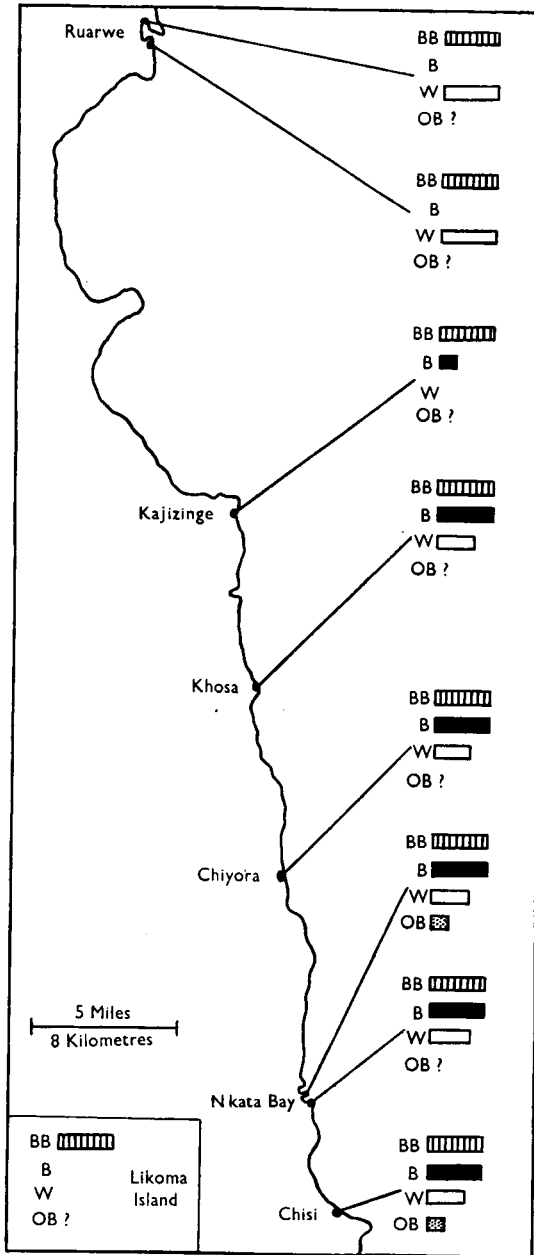 Ruarwe
BB
B
W
OB ?
BB
B
W
OB ?
BB
B
W
OB ?
Kajizinge
BB
B
W
OB ?
Khosa
BB
B
W
OB ?
Chiyora
BB
B
W
OB
5 Miles
8 Kilometres
BB
B
W
OB ?
Nkata Bay
BB
B
W
OB ?
Likoma
Island
BB
B
W
OB
Chisi